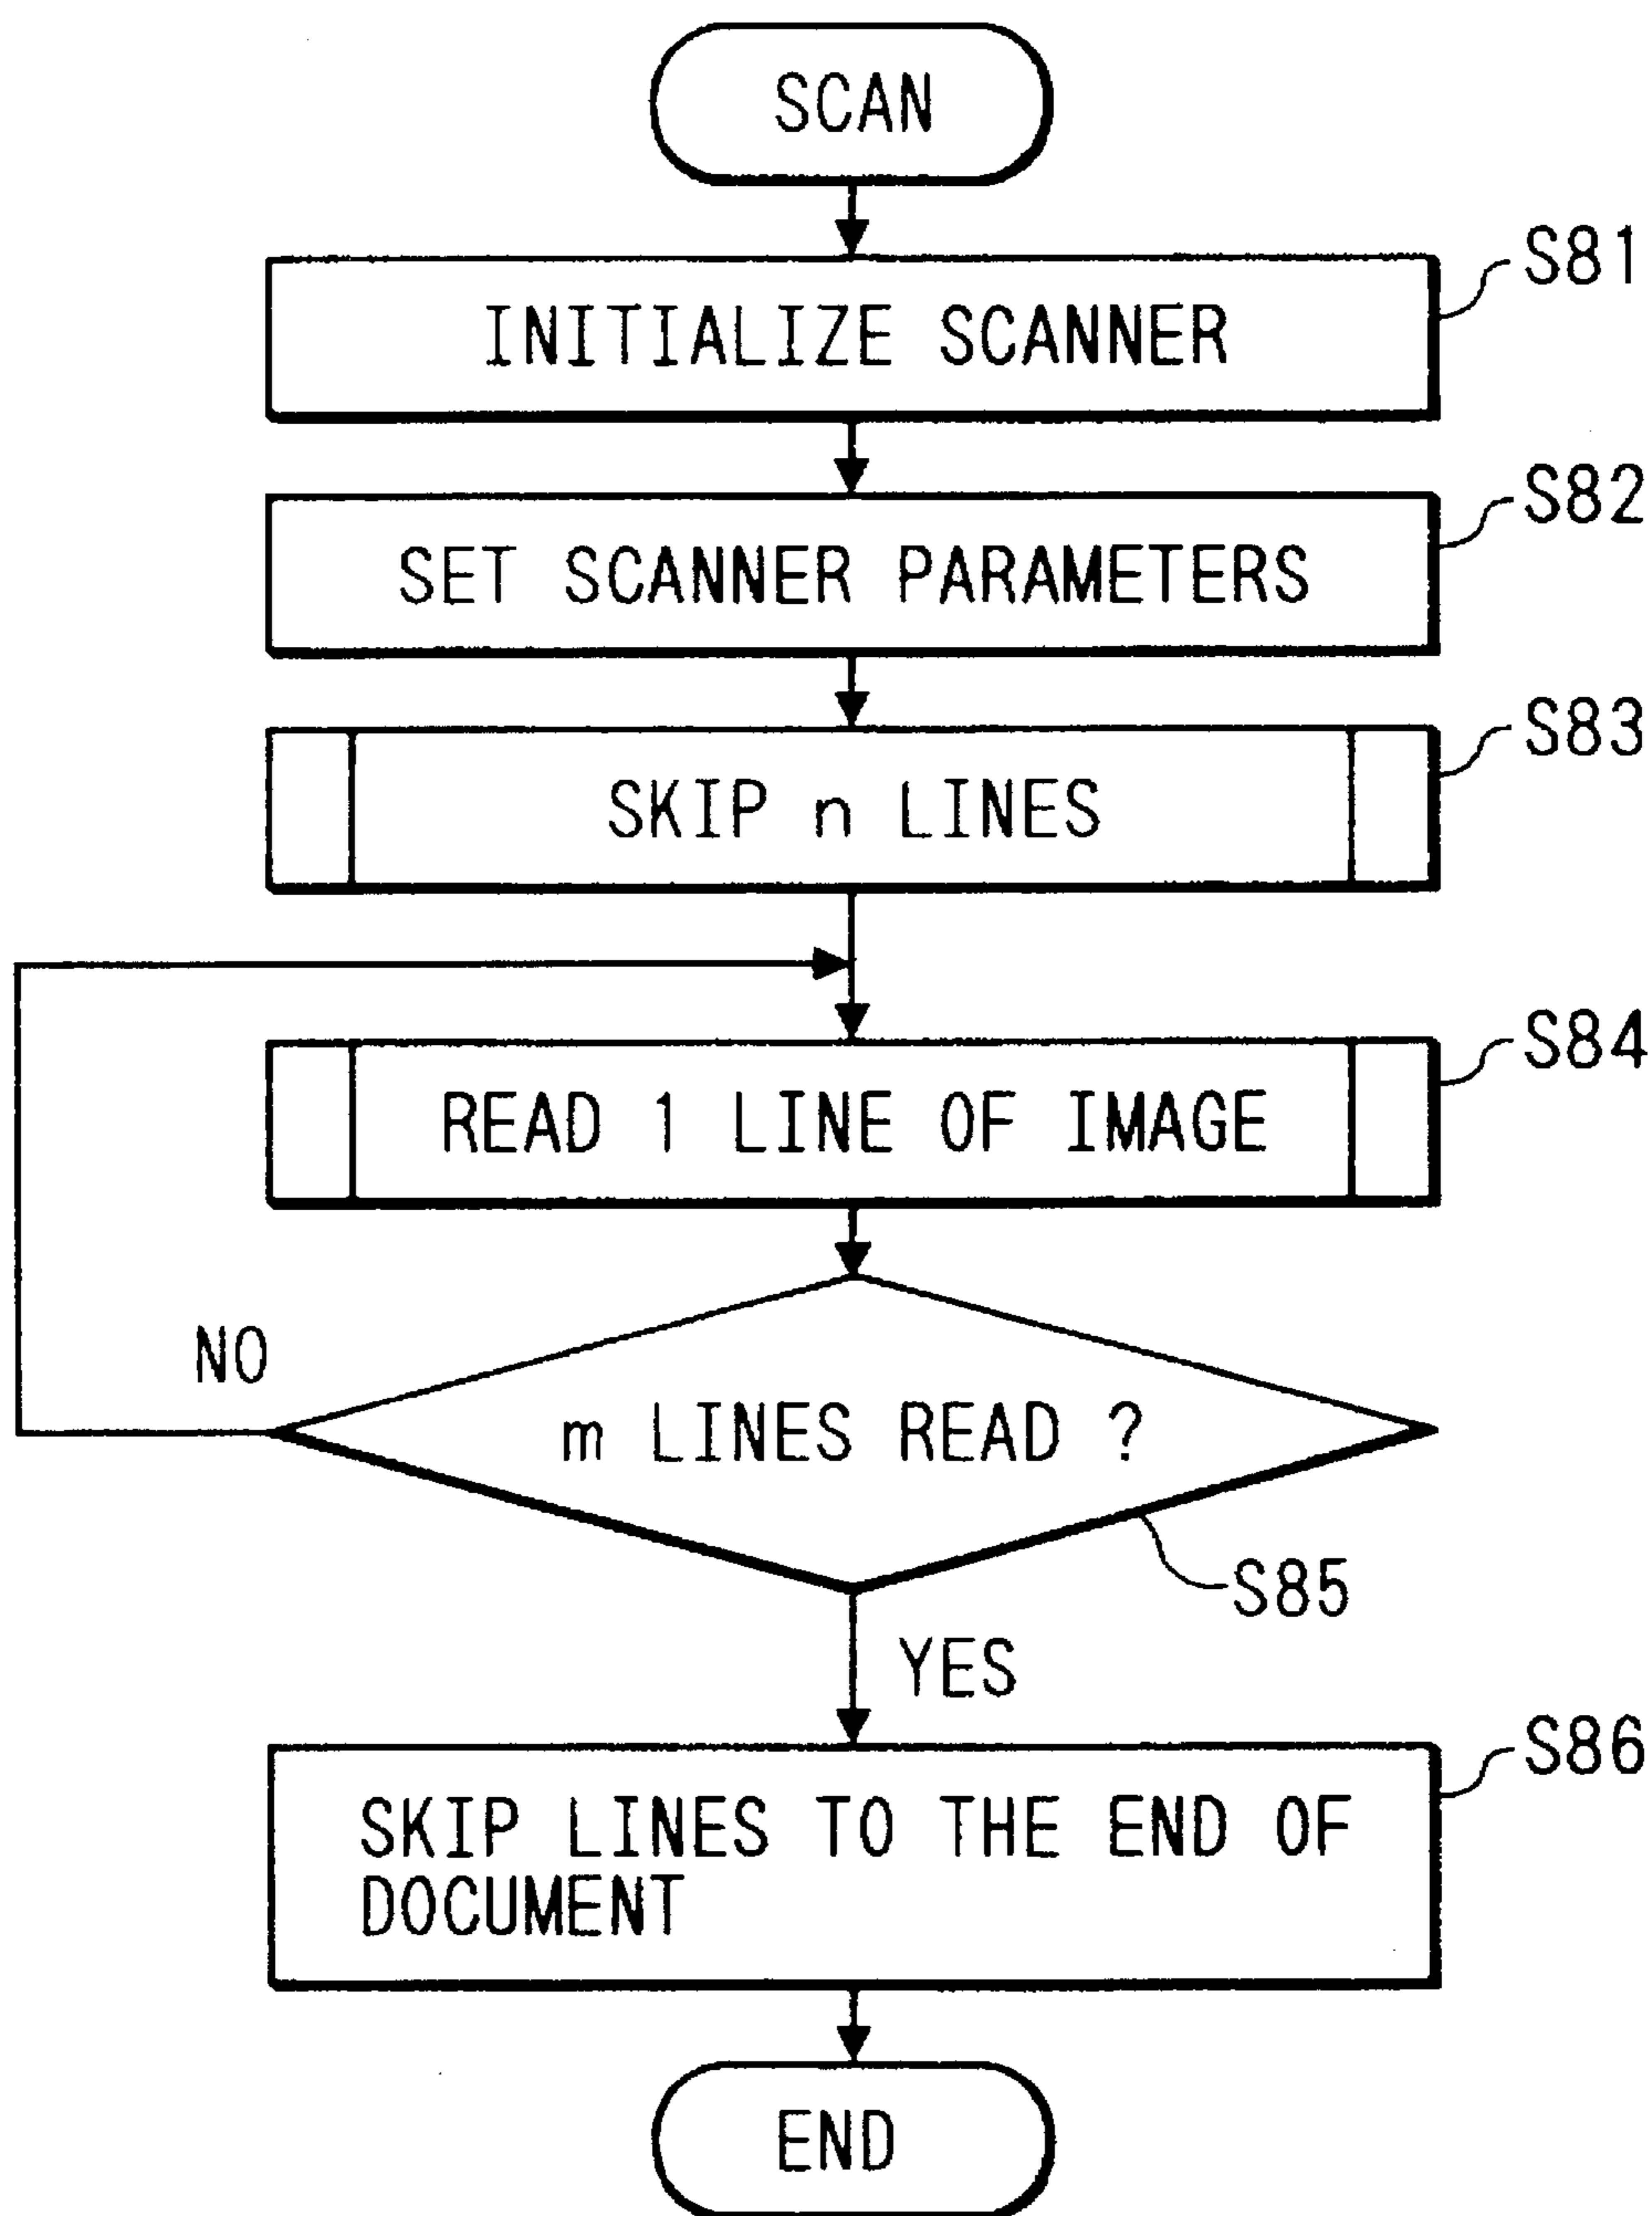 SCAN
S81
INITIALIZE SCANNER
S82
SET SCANNER PARAMETERS
S83
SKIP n LINES
S84
READ 1 LINE OF IMAGE
NO
m LINES READ ?
S85
YES
S86
SKIP LINES TO THE END OF
DOCUMENT
END